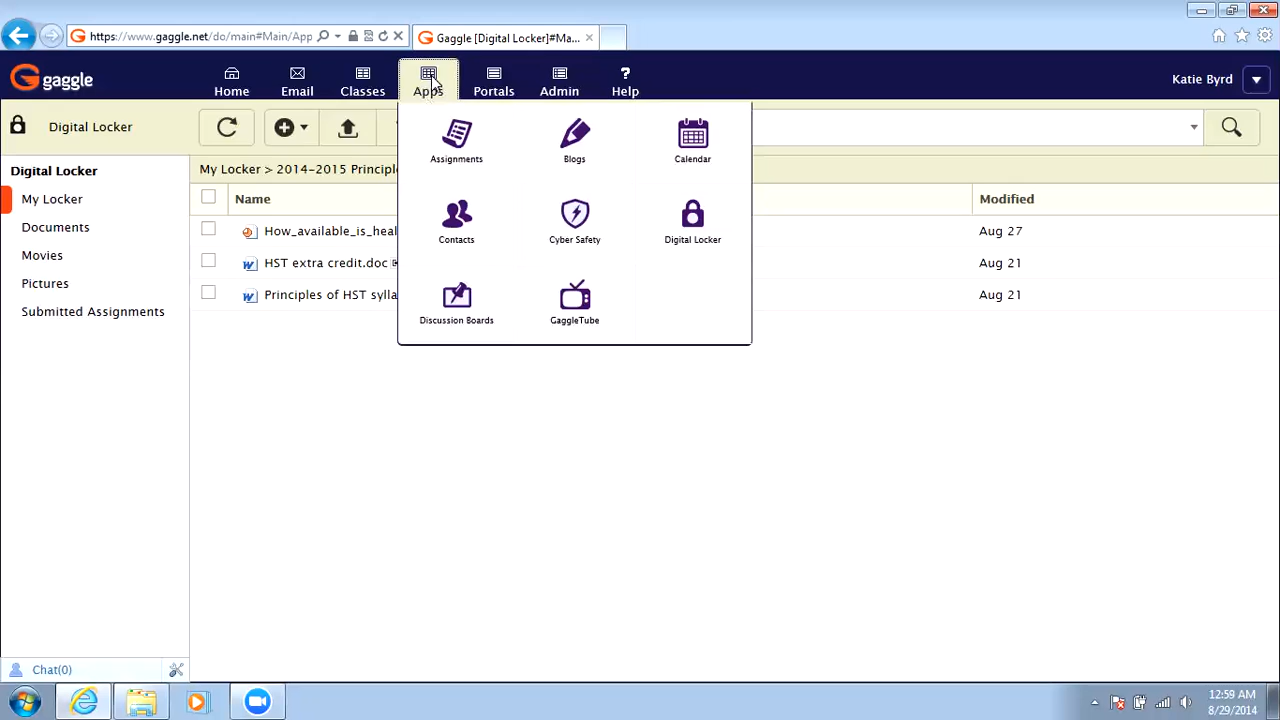 https://www.gaggle.net/do/main#Main/App
Gaggle [Digital Locker]#Ma...
gaggle
Home
Email
Classes
Apps
Portals
Admin
Help
Katie Byrd
Digital Locker
Assignments
Blogs
Calendar
Contacts
Cyber Safety
Digital Locker
Discussion Boards
GaggleTube
Digital Locker
My Locker
Documents
Movies
Pictures
Submitted Assignments
My Locker > 2014-2015 Principl
Name
Modified
How_available_is_heal
Aug 27
HST extra credit.doc
Aug 21
Principles of HST sylla
Aug 21
Chat(0)
12:59 AM
8/29/2014